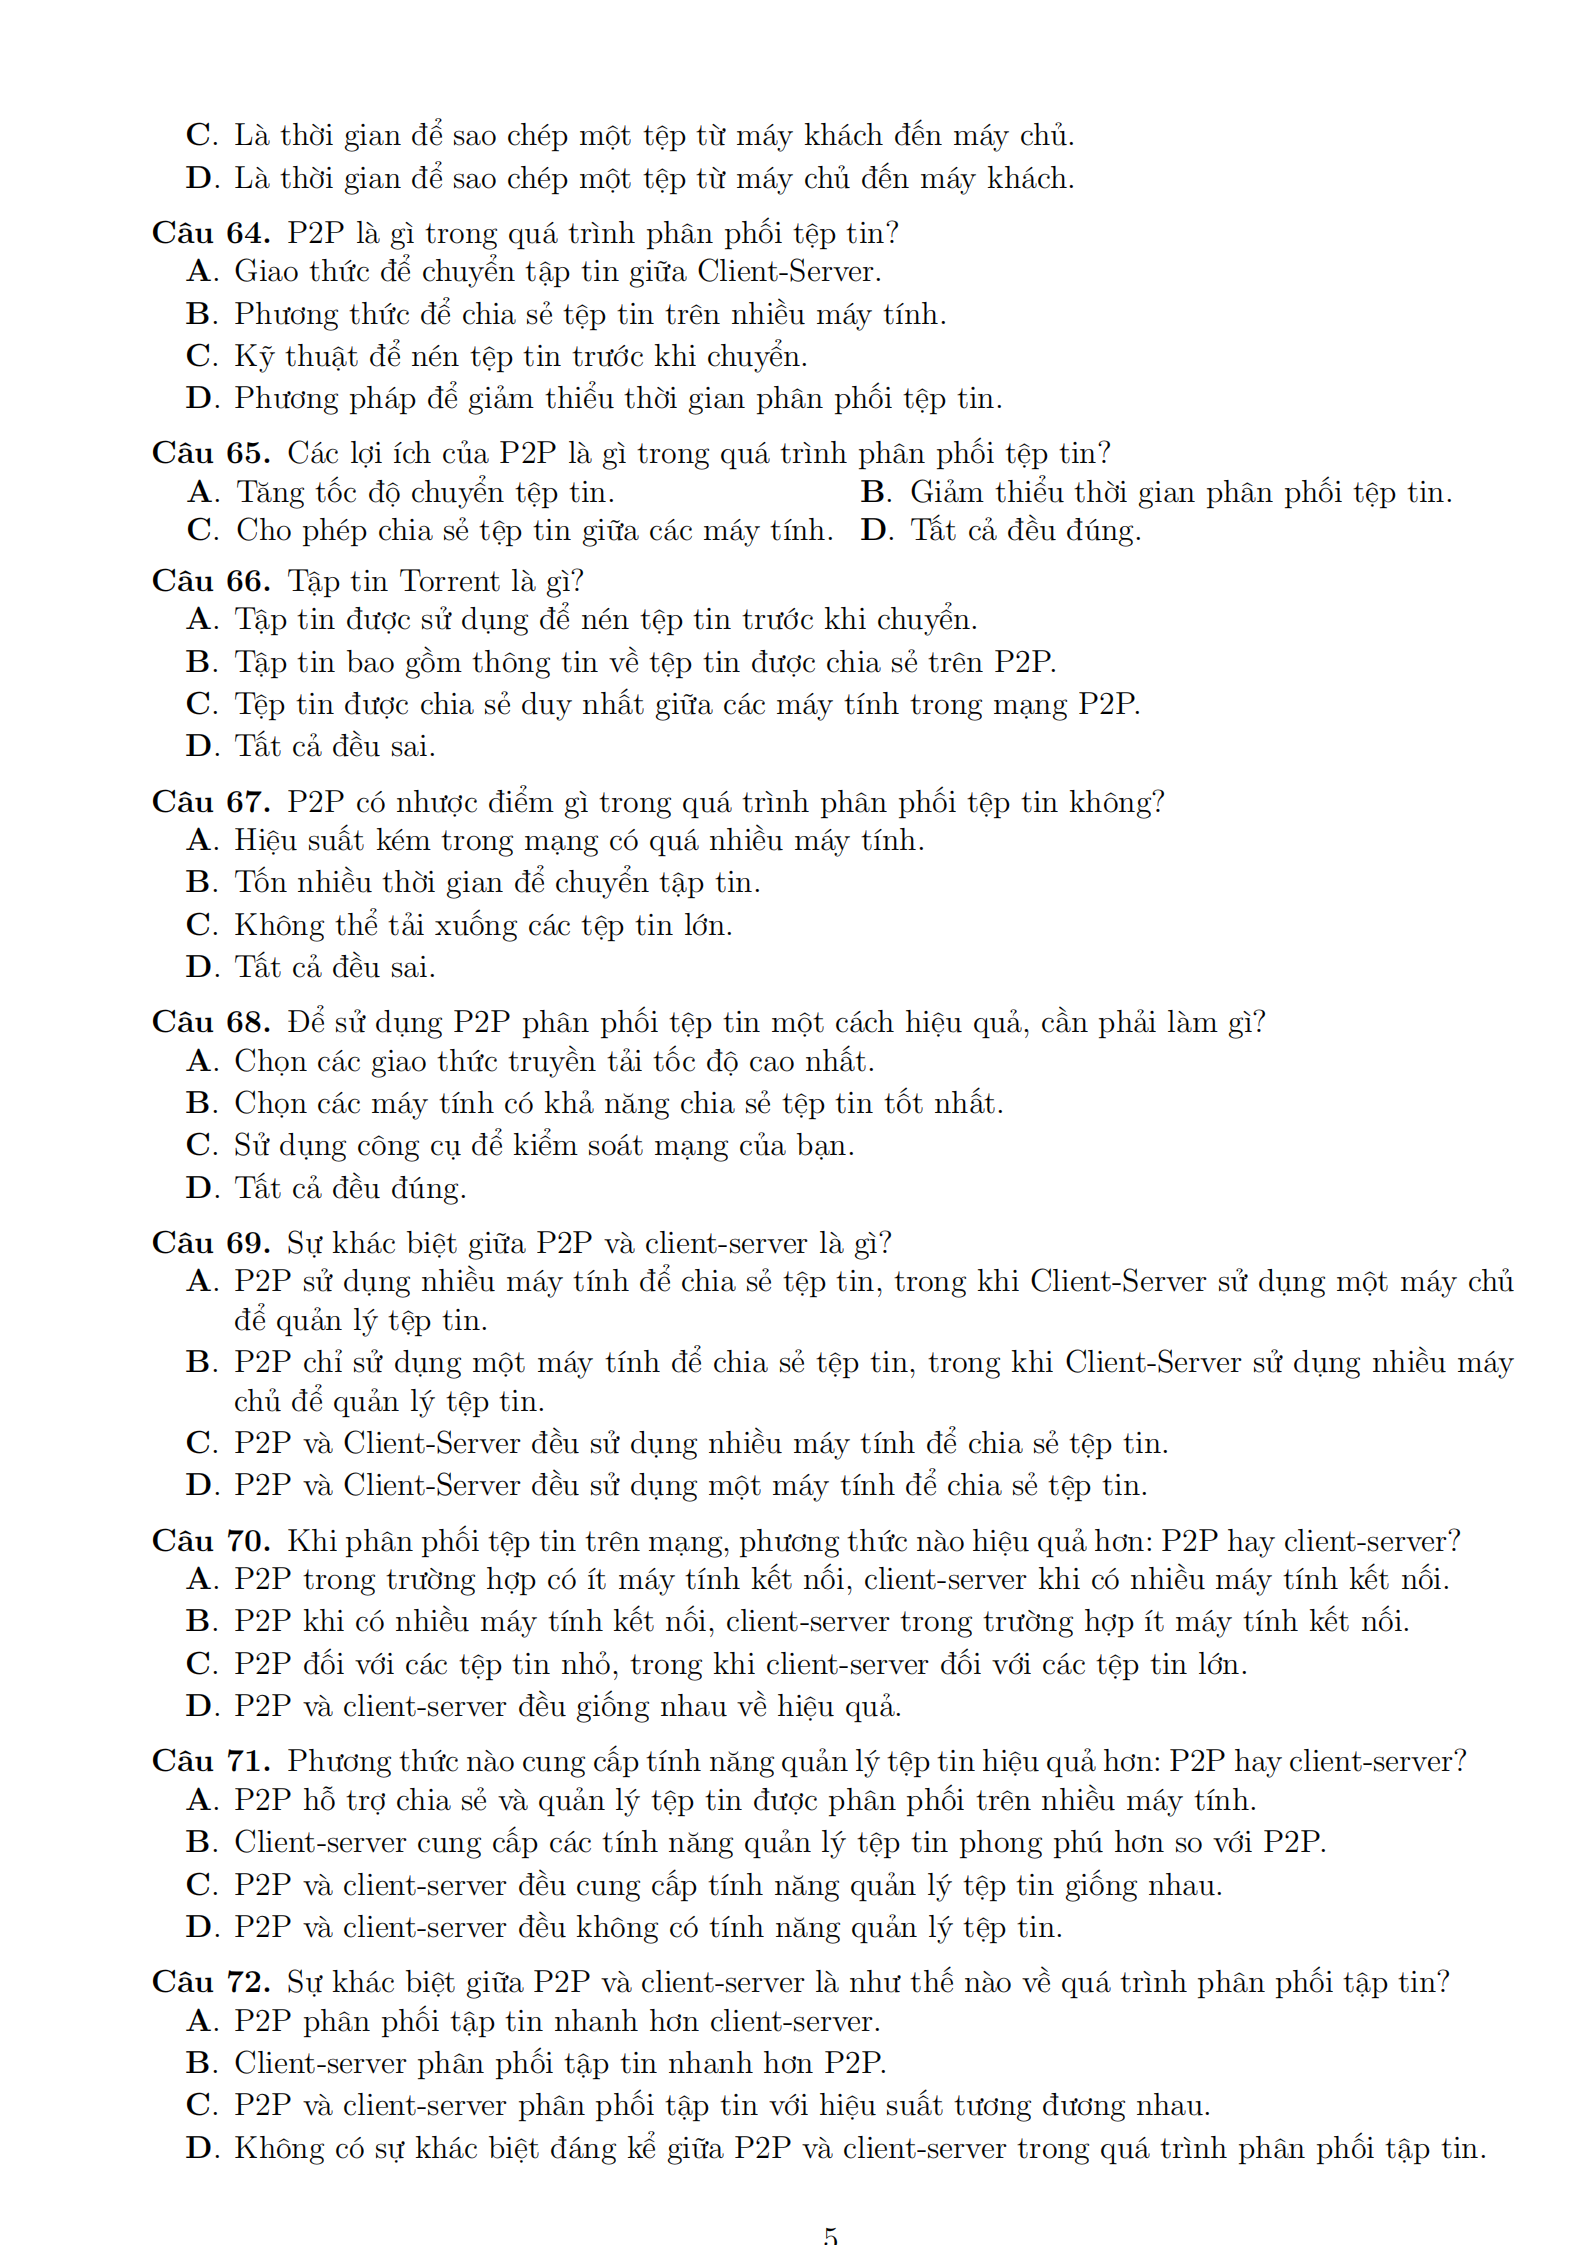 C. Là thời gian để sao chép một tệp từ máy khách đến máy chủ.
D. Là thời gian để sao chép một tệp từ máy chủ đến máy khách.
Câu 64. P2P là gì trong quá trình phân phối tệp tin?
A. Giao thức để chuyển tập tin giữa Client-Server.
B. Phương thức để chia sẻ tệp tin trên nhiều máy tính.
C. Kỹ thuật để nén tệp tin trước khi chuyển.
D. Phương pháp để giảm thiểu thời gian phân phối tệp tin.
Câu 65. Các lợi ích của P2P là gì trong quá trình phân phối tệp tin?
A. Tăng tốc độ chuyển tệp tin. B. Giảm thiểu thời gian phân phối tệp tin.
C. Cho phép chia sẻ tệp tin giữa các máy tính. D. Tất cả đều đúng.
Câu 66. Tập tin Torrent là gì?
A. Tập tin được sử dụng để nén tệp tin trước khi chuyển.
B. Tập tin bao gồm thông tin về tệp tin được chia sẻ trên P2P.
C. Tệp tin được chia sẻ duy nhất giữa các máy tính trong mạng P2P.
D. Tất cả đều sai.
Câu 67. P2P có nhược điểm gì trong quá trình phân phối tệp tin không?
A. Hiệu suất kém trong mạng có quá nhiều máy tính.
B. Tốn nhiều thời gian để chuyển tập tin.
C. Không thể tải xuống các tệp tin lớn.
D. Tất cả đều sai.
Câu 68. Để sử dụng P2P phân phối tệp tin một cách hiệu quả, cần phải làm gì?
A. Chọn các giao thức truyền tải tốc độ cao nhất.
B. Chọn các máy tính có khả năng chia sẻ tệp tin tốt nhất.
C. Sử dụng công cụ để kiểm soát mạng của bạn.
D. Tất cả đều đúng.
Câu 69. Sự khác biệt giữa P2P và client-server là gì?
A. P2P sử dụng nhiều máy tính để chia sẻ tệp tin, trong khi Client-Server sử dụng một máy chủ
để quản lý tệp tin.
B. P2P chỉ sử dụng một máy tính để chia sẻ tệp tin, trong khi Client-Server sử dụng nhiều máy
chủ để quản lý tệp tin.
C. P2P và Client-Server đều sử dụng nhiều máy tính để chia sẻ tệp tin.
D. P2P và Client-Server đều sử dụng một máy tính để chia sẻ tệp tin.
Câu 70. Khi phân phối tệp tin trên mạng, phương thức nào hiệu quả hơn: P2P hay client-server?
A. P2P trong trường hợp có ít máy tính kết nối, client-server khi có nhiều máy tính kết nối.
B. P2P khi có nhiều máy tính kết nối, client-server trong trường hợp ít máy tính kết nối.
C. P2P đối với các tệp tin nhỏ, trong khi client-server đối với các tệp tin lớn.
D. P2P và client-server đều giống nhau về hiệu quả.
Câu 71. Phương thức nào cung cấp tính năng quản lý tệp tin hiệu quả hơn: P2P hay client-server?
A. P2P hỗ trợ chia sẻ và quản lý tệp tin được phân phối trên nhiều máy tính.
B. Client-server cung cấp các tính năng quản lý tệp tin phong phú hơn so với P2P.
C. P2P và client-server đều cung cấp tính năng quản lý tệp tin giống nhau.
D. P2P và client-server đều không có tính năng quản lý tệp tin.
Câu 72. Sự khác biệt giữa P2P và client-server là như thế nào về quá trình phân phối tập tin?
A. P2P phân phối tập tin nhanh hơn client-server.
B. Client-server phân phối tập tin nhanh hơn P2P.
C. P2P và client-server phân phối tập tin với hiệu suất tương đương nhau.
D. Không có sự khác biệt đáng kể giữa P2P và client-server trong quá trình phân phối tập tin.
5